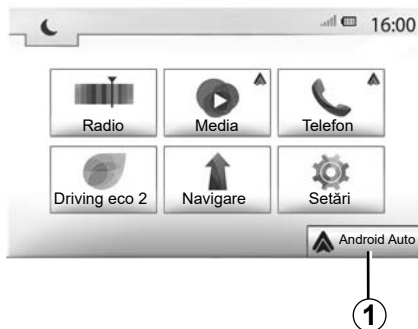 16:00
Radio
Media
Telefon
Driving eco 2
Navigare
Setări
Android Auto
1